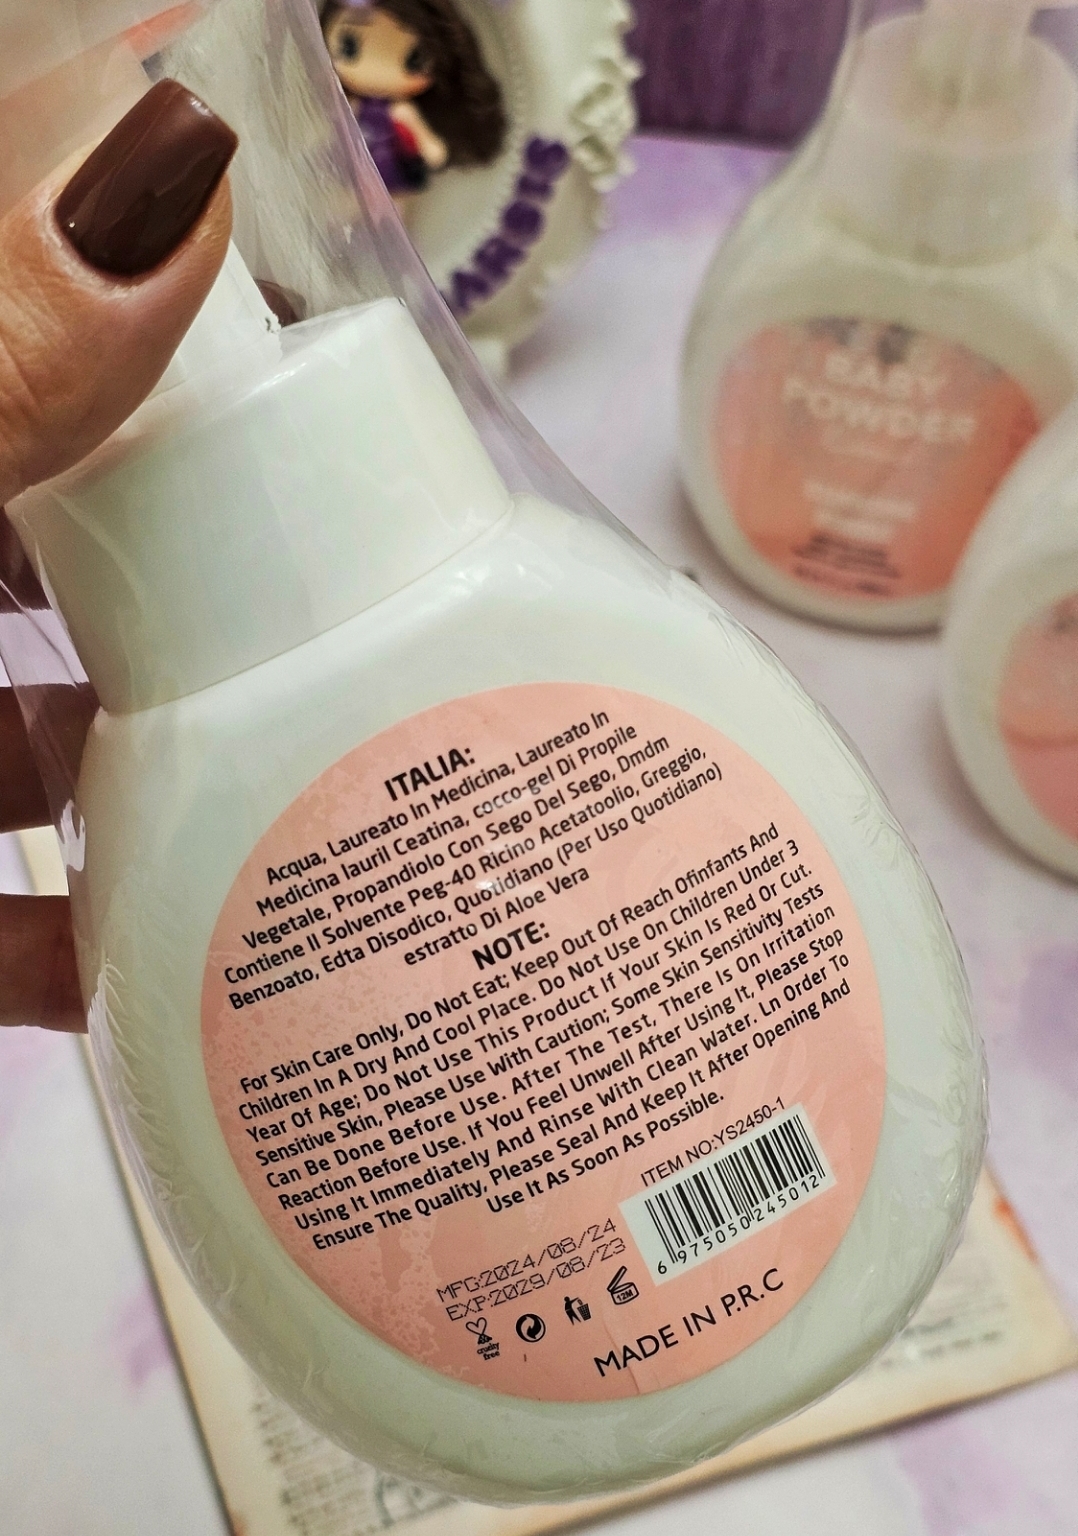 ARSIS
BABY
POWDER
ITALIA:
Acqua, Laureato In Medicina, Laureato In
Medicina lauril Ceatina, cocco-gel Di Propile
Vegetale, Propandiolo Con Sego Del Sego, Dmdm
Contiene Il Solvente Peg-40 Ricino Acetatoolio, Greggio,
Benzoato, Edta Disodico, Quotidiano (Per Uso Quotidiano)
estratto Di Aloe Vera
NOTE:
For Skin Care Only, Do Not Eat; Keep Out Of Reach Ofinfants And
Children In A Dry And Cool Place. Do Not Use On Children Under 3
Year Of Age; Do Not Use This Product If Your Skin Is Red Or Cut.
Sensitive Skin, Please Use With Caution; Some Skin Sensitivity Tests
Can Be Done Before Use. After The Test, There Is On Irritation
Reaction Before Use. If You Feel Unwell After Using It, Please Stop
Using It Immediately And Rinse With Clean Water. Ln Order To
Ensure The Quality, Please Seal And Keep It After Opening And
Use It As Soon As Possible.
ITEM NO:YS2450-1
6 975050 245012
MFG:2024/08/24
EXP:2029/08/23
cruelty
free
12M
MADE IN P.R.C